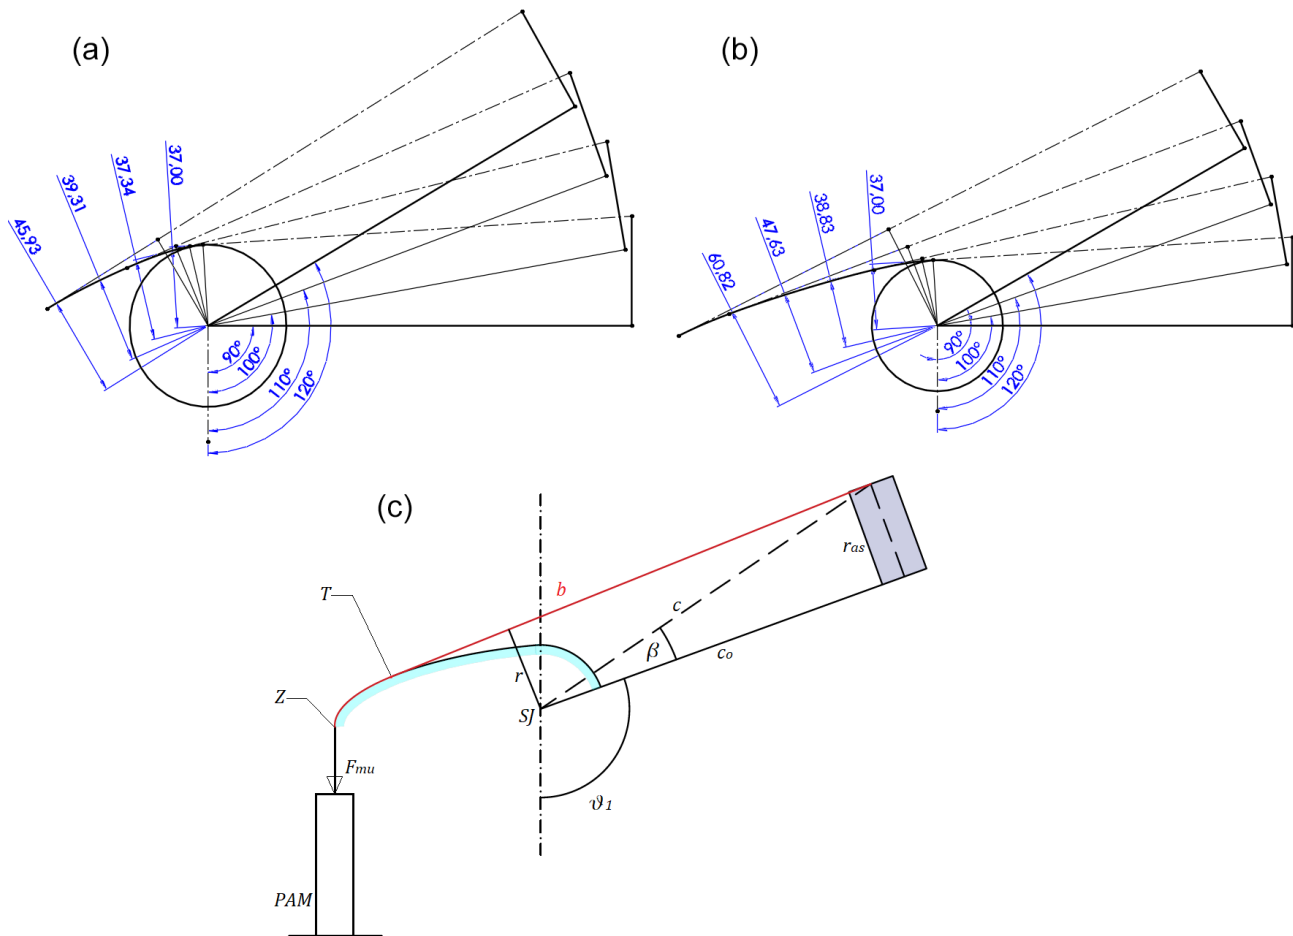 (a)
37,00
37,34
39,31
45,93
90°
100°
110°
120°
(b)
37,00
38,83
47,63
60,82
90°
100°
110°
120°
(c)
b
T
r
c
β
c₀
rₐₛ
Z
SJ
Fₘᵤ
ϑ₁
PAM